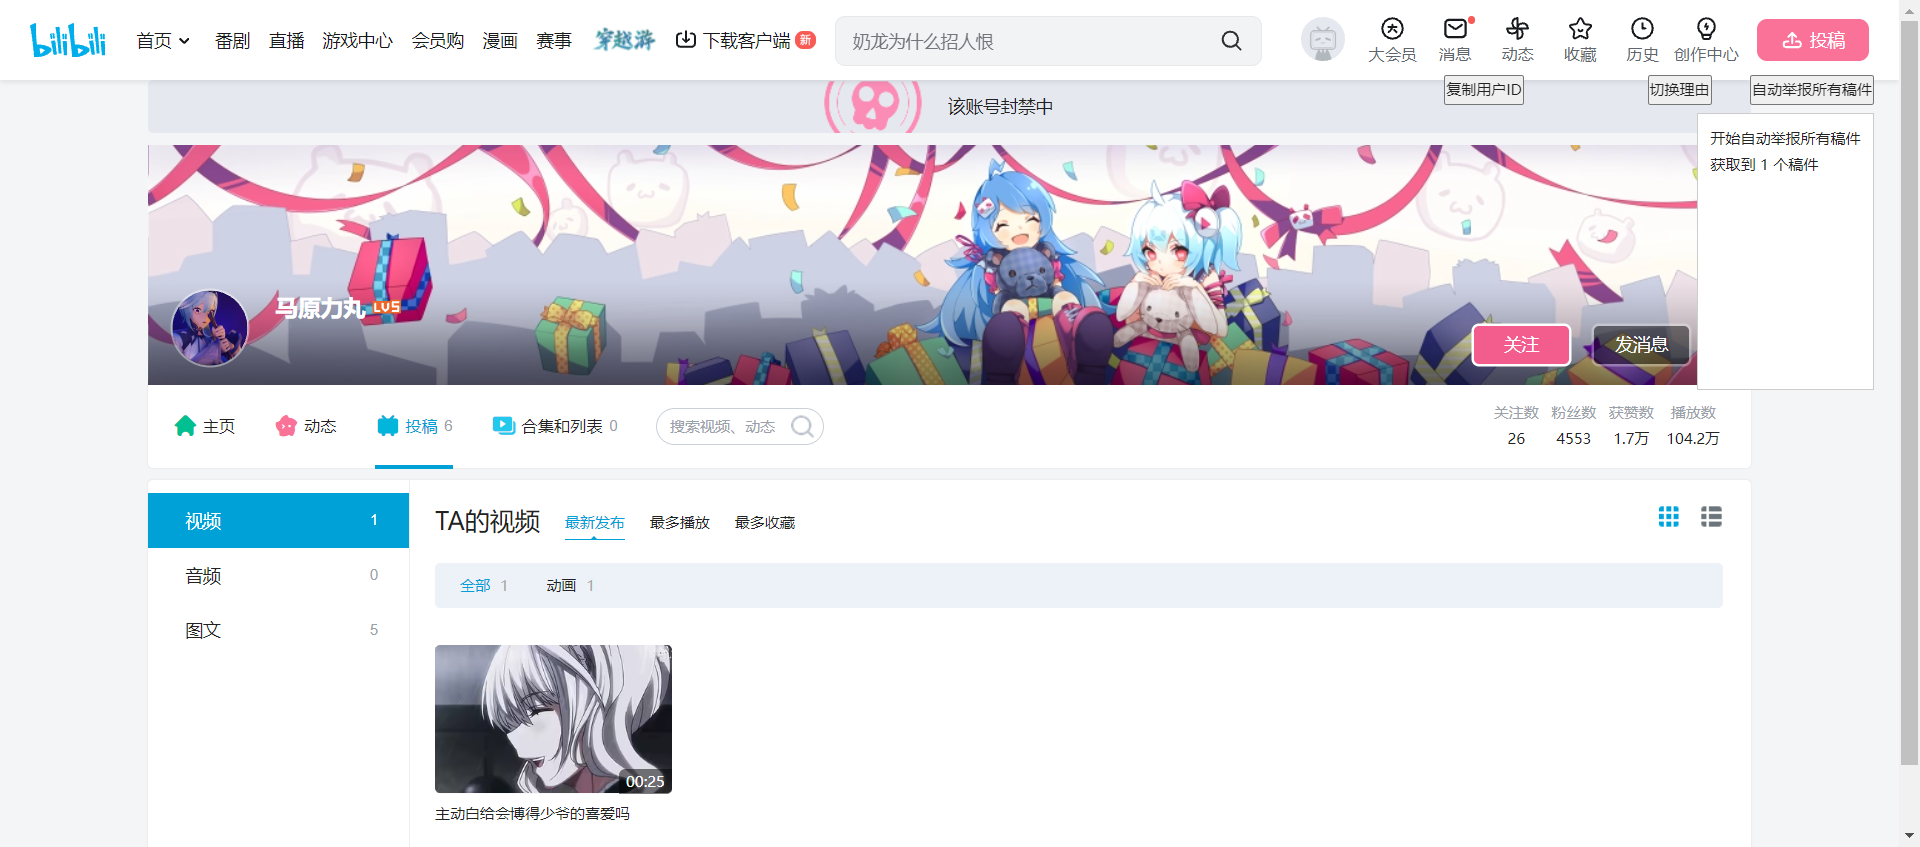 bilibili 首页 番剧 直播 游戏中心 会员购 漫画 赛事 穿越浒 下载客户端 新 奶龙为什么招人恨 大会员 消息 动态 收藏 历史 创作中心 投稿
复制用户ID 切换理由 自动举报所有稿件
该账号封禁中
开始自动举报所有稿件
获取到 1 个稿件
马原力丸 LV5
关注 发消息
主页 动态 投稿 6 合集和列表 0 搜索视频、动态
关注数 粉丝数 获赞数 播放数
26 4553 1.7万 104.2万
视频 1
音频 0
图文 5
TA的视频 最新发布 最多播放 最多收藏
全部 1 动画 1
00:25
主动白给会博得少爷的喜爱吗